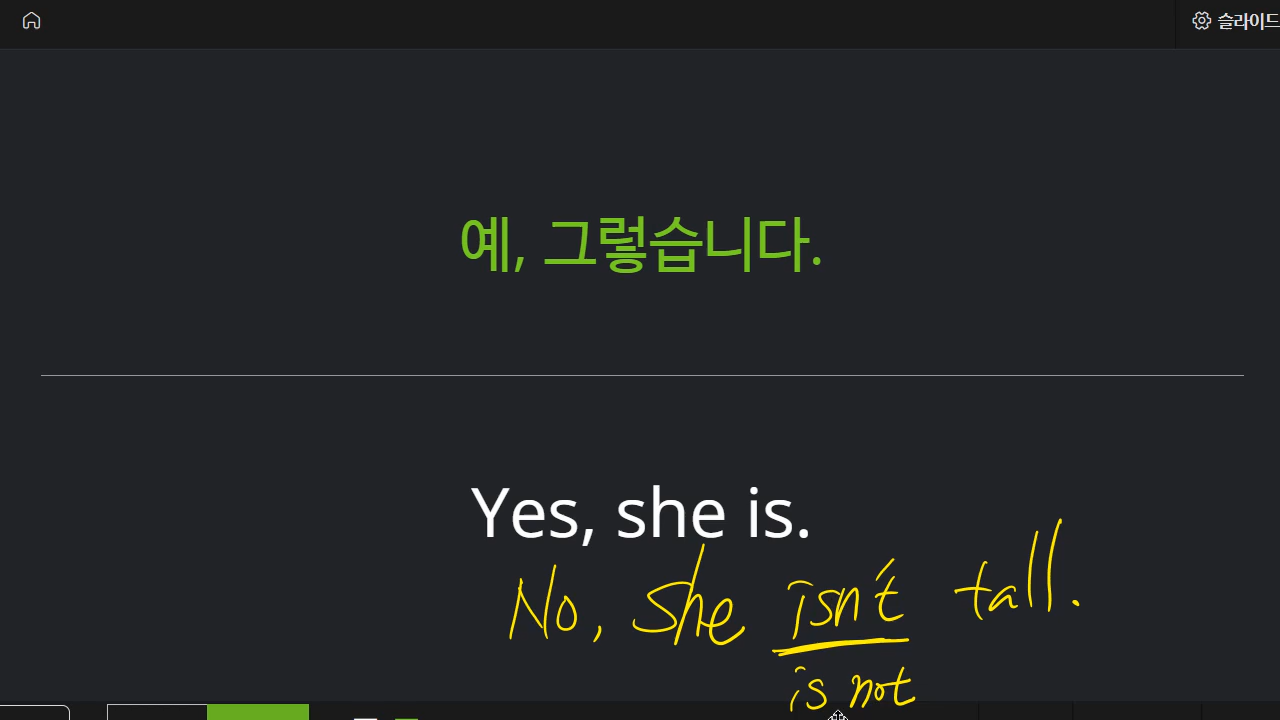 슬라이드
예, 그렇습니다.
Yes, she is.
No, she isn't tall.
is not